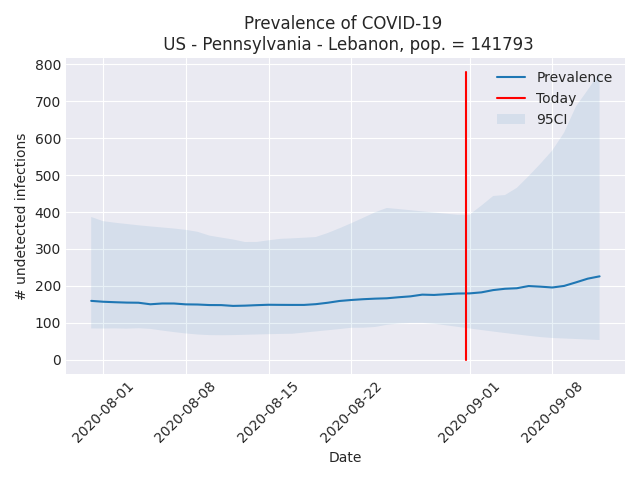 Prevalence of COVID-19
US - Pennsylvania - Lebanon, pop. = 141793
800
700
600
500
400
300
200
100
0
# undetected infections
Prevalence
Today
95CI
2020-08-01
2020-08-08
2020-08-15
2020-08-22
2020-09-01
2020-09-08
Date